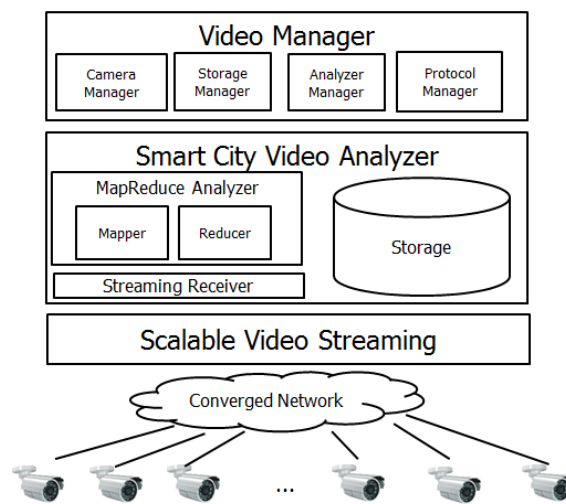 Video Manager
Camera
Manager
Storage
Manager
Analyzer
Manager
Protocol
Manager
Smart City Video Analyzer
MapReduce Analyzer
Mapper
Reducer
Storage
Streaming Receiver
Scalable Video Streaming
Converged Network
...